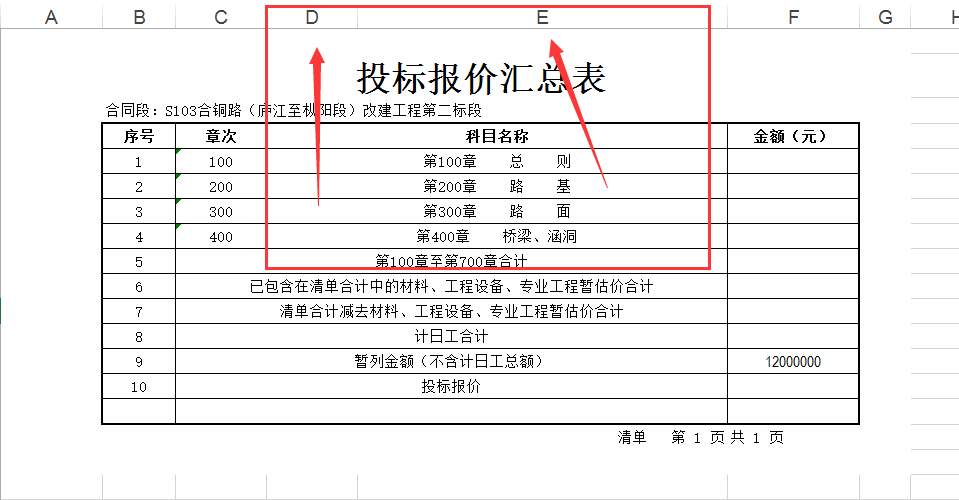 A B C D E F G H
投标报价汇总表
合同段：S103合铜路（庐江至枞阳段）改建工程第二标段
序号 章次 科目名称 金额（元）
1 100 第100章 总 则
2 200 第200章 路 基
3 300 第300章 路 面
4 400 第400章 桥梁、涵洞
5 第100章至第700章合计
6 已包含在清单合计中的材料、工程设备、专业工程暂估价合计
7 清单合计减去材料、工程设备、专业工程暂估价合计
8 计日工合计
9 暂列金额（不含计日工总额） 12000000
10 投标报价
清单 第 1 页 共 1 页